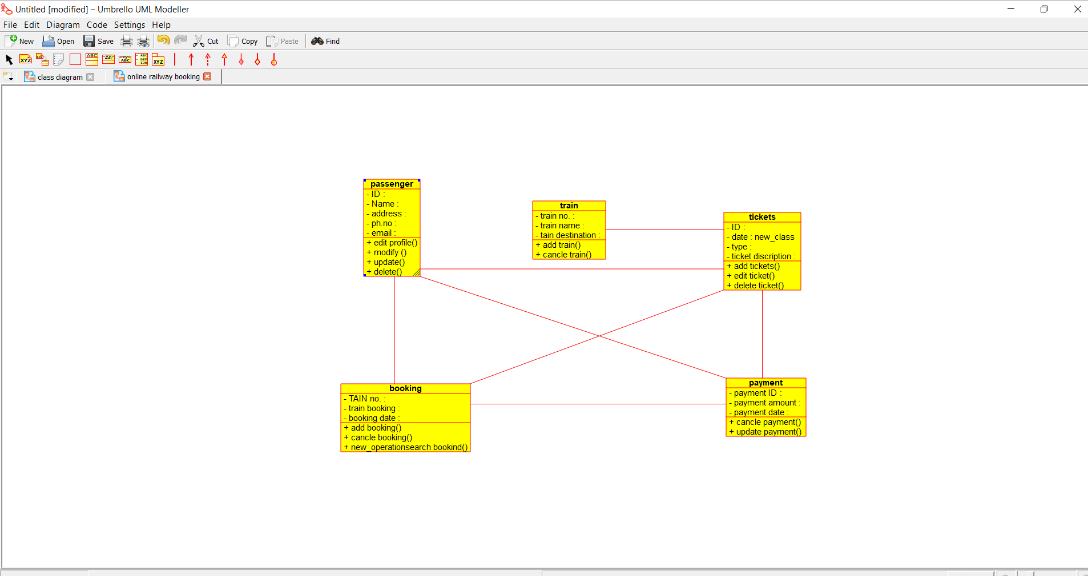 Untitled [modified] – Umbrello UML Modeller
File Edit Diagram Code Settings Help
New Open Save Cut Copy Paste Find
class diagram online railway booking
passenger
- ID :
- Name :
- address :
- ph.no :
- email :
+ edit profile()
+ modify ()
+ update()
+ delete()
train
- train no. :
- train name :
- tain destination :
+ add train()
+ cancle train()
tickets
- ID :
- date : new_class
- type :
- ticket discription :
+ add tickets()
+ edit ticket()
+ delete ticket()
booking
- TAIN no. :
- train booking :
- booking date :
+ add booking()
+ cancle booking()
+ new_operationsearch bookind()
payment
- payment ID :
- payment amount :
- payment date :
+ cancle payment()
+ update payment()